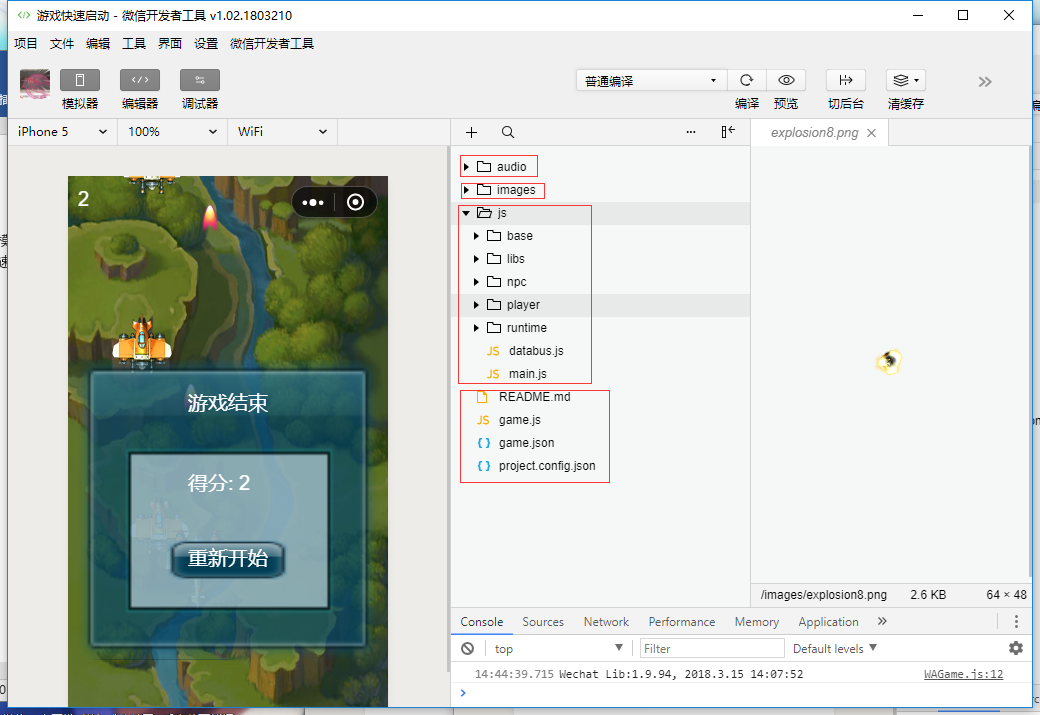 游戏快速启动 - 微信开发者工具 v1.02.1803210
项目 文件 编辑 工具 界面 设置 微信开发者工具
模拟器 编辑器 调试器 普通编译 编译 预览 切后台 清缓存
iPhone 5 100% WiFi
explosion8.png
2
audio
images
js
base
libs
npc
player
runtime
JS databus.js
JS main.js
README.md
JS game.js
{ } game.json
{ } project.config.json
游戏结束
得分: 2
重新开始
/images/explosion8.png 2.6 KB 64 × 48
Console Sources Network Performance Memory Application
top Filter Default levels
14:44:39.715 Wechat Lib:1.9.94, 2018.3.15 14:07:52 WAGame.js:12